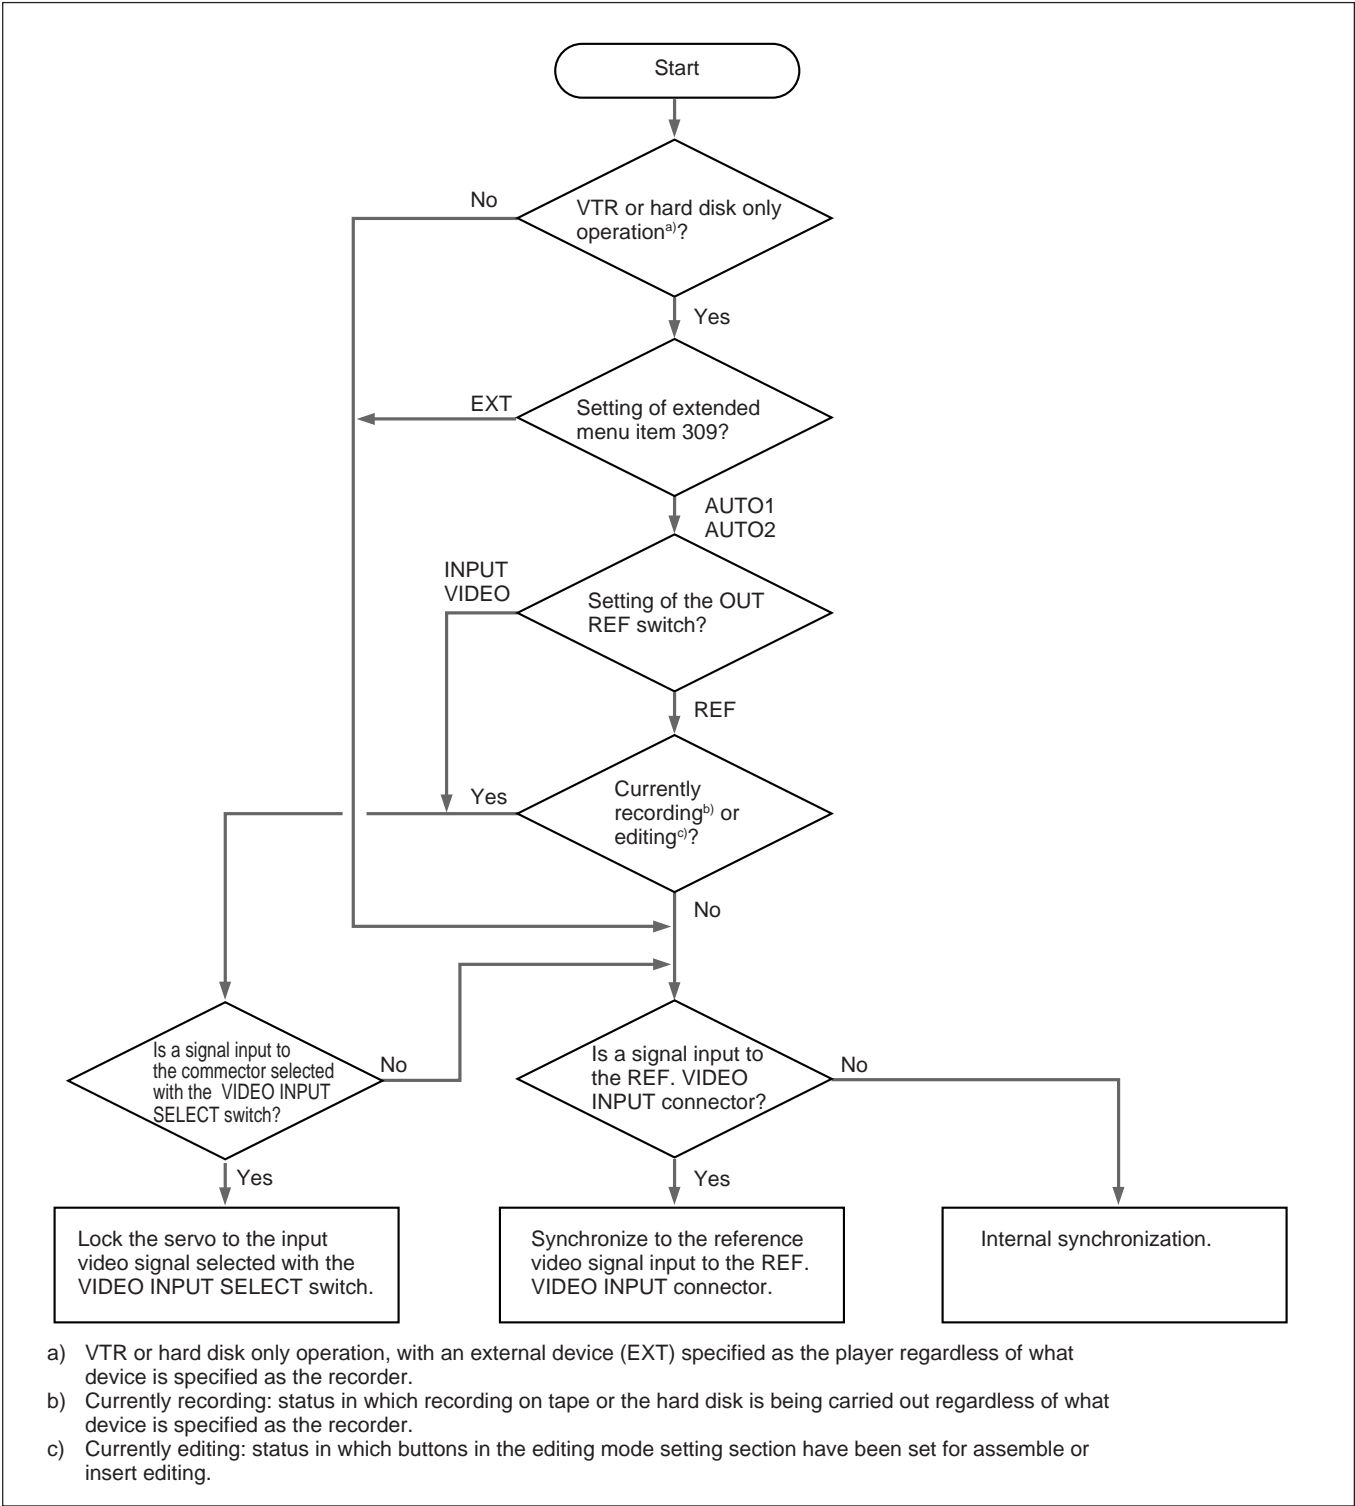 Start
No
VTR or hard disk only
operationa)?
Yes
EXT
Setting of extended
menu item 309?
AUTO1
AUTO2
INPUT
VIDEO
Setting of the OUT
REF switch?
REF
Yes
Currently
recordingb) or
editingc)?
No
Is a signal input to
the commector selected
with the VIDEO INPUT
SELECT switch?
No
Is a signal input to
the REF. VIDEO
INPUT connector?
No
Yes
Yes
Lock the servo to the input
video signal selected with the
VIDEO INPUT SELECT switch.
Synchronize to the reference
video signal input to the REF.
VIDEO INPUT connector.
Internal synchronization.
a) VTR or hard disk only operation, with an external device (EXT) specified as the player regardless of what
device is specified as the recorder.
b) Currently recording: status in which recording on tape or the hard disk is being carried out regardless of what
device is specified as the recorder.
c) Currently editing: status in which buttons in the editing mode setting section have been set for assemble or
insert editing.